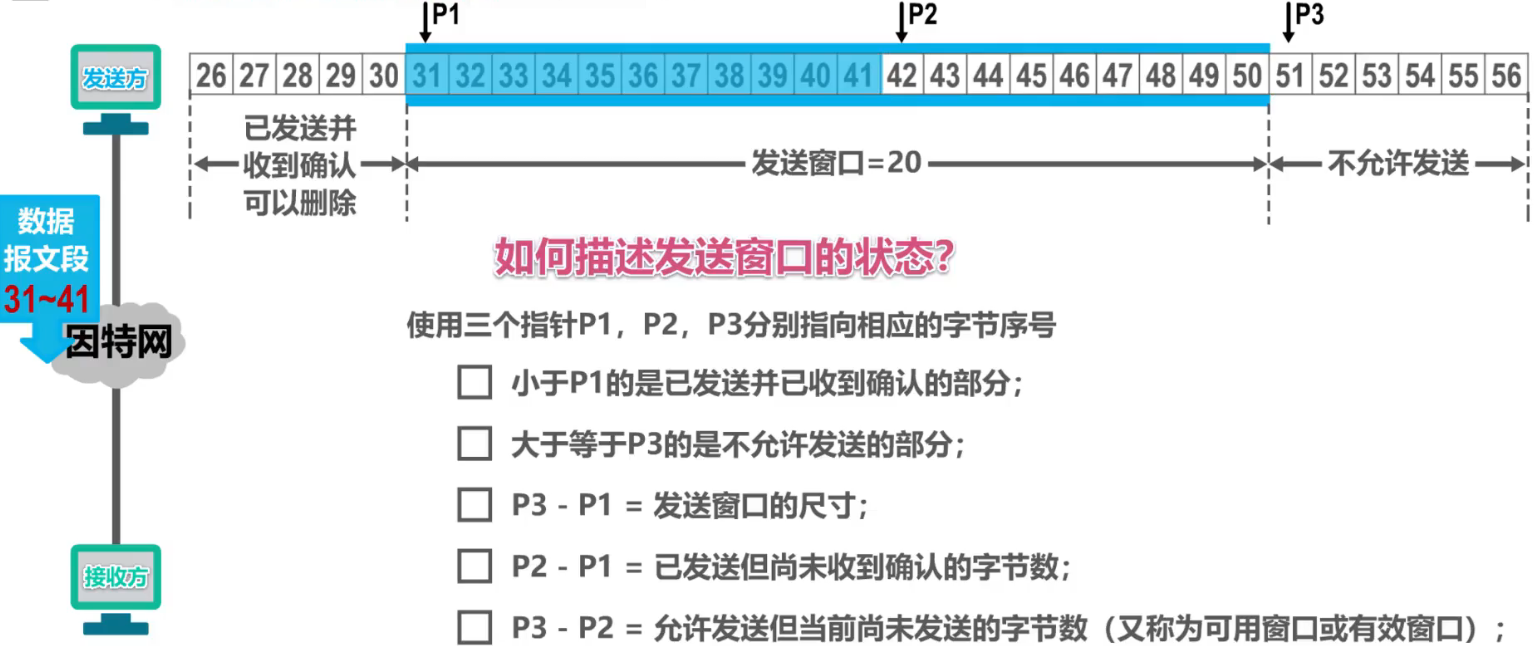 P1
P2
P3
发送方
26 27 28 29 30 31 32 33 34 35 36 37 38 39 40 41 42 43 44 45 46 47 48 49 50 51 52 53 54 55 56
已发送并
收到确认
可以删除
发送窗口=20
不允许发送
数据
报文段
31~41
因特网
接收方
如何描述发送窗口的状态?
使用三个指针P1，P2，P3分别指向相应的字节序号
小于P1的是已发送并已收到确认的部分；
大于等于P3的是不允许发送的部分；
P3 - P1 = 发送窗口的尺寸；
P2 - P1 = 已发送但尚未收到确认的字节数；
P3 - P2 = 允许发送但当前尚未发送的字节数（又称为可用窗口或有效窗口）；